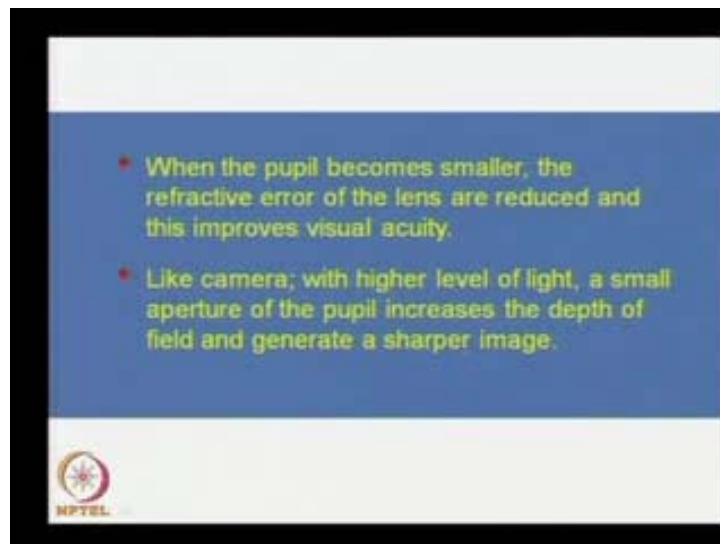 • When the pupil becomes smaller, the
refractive error of the lens are reduced and
this improves visual acuity.
• Like camera; with higher level of light, a small
aperture of the pupil increases the depth of
field and generate a sharper image.
NPTEL